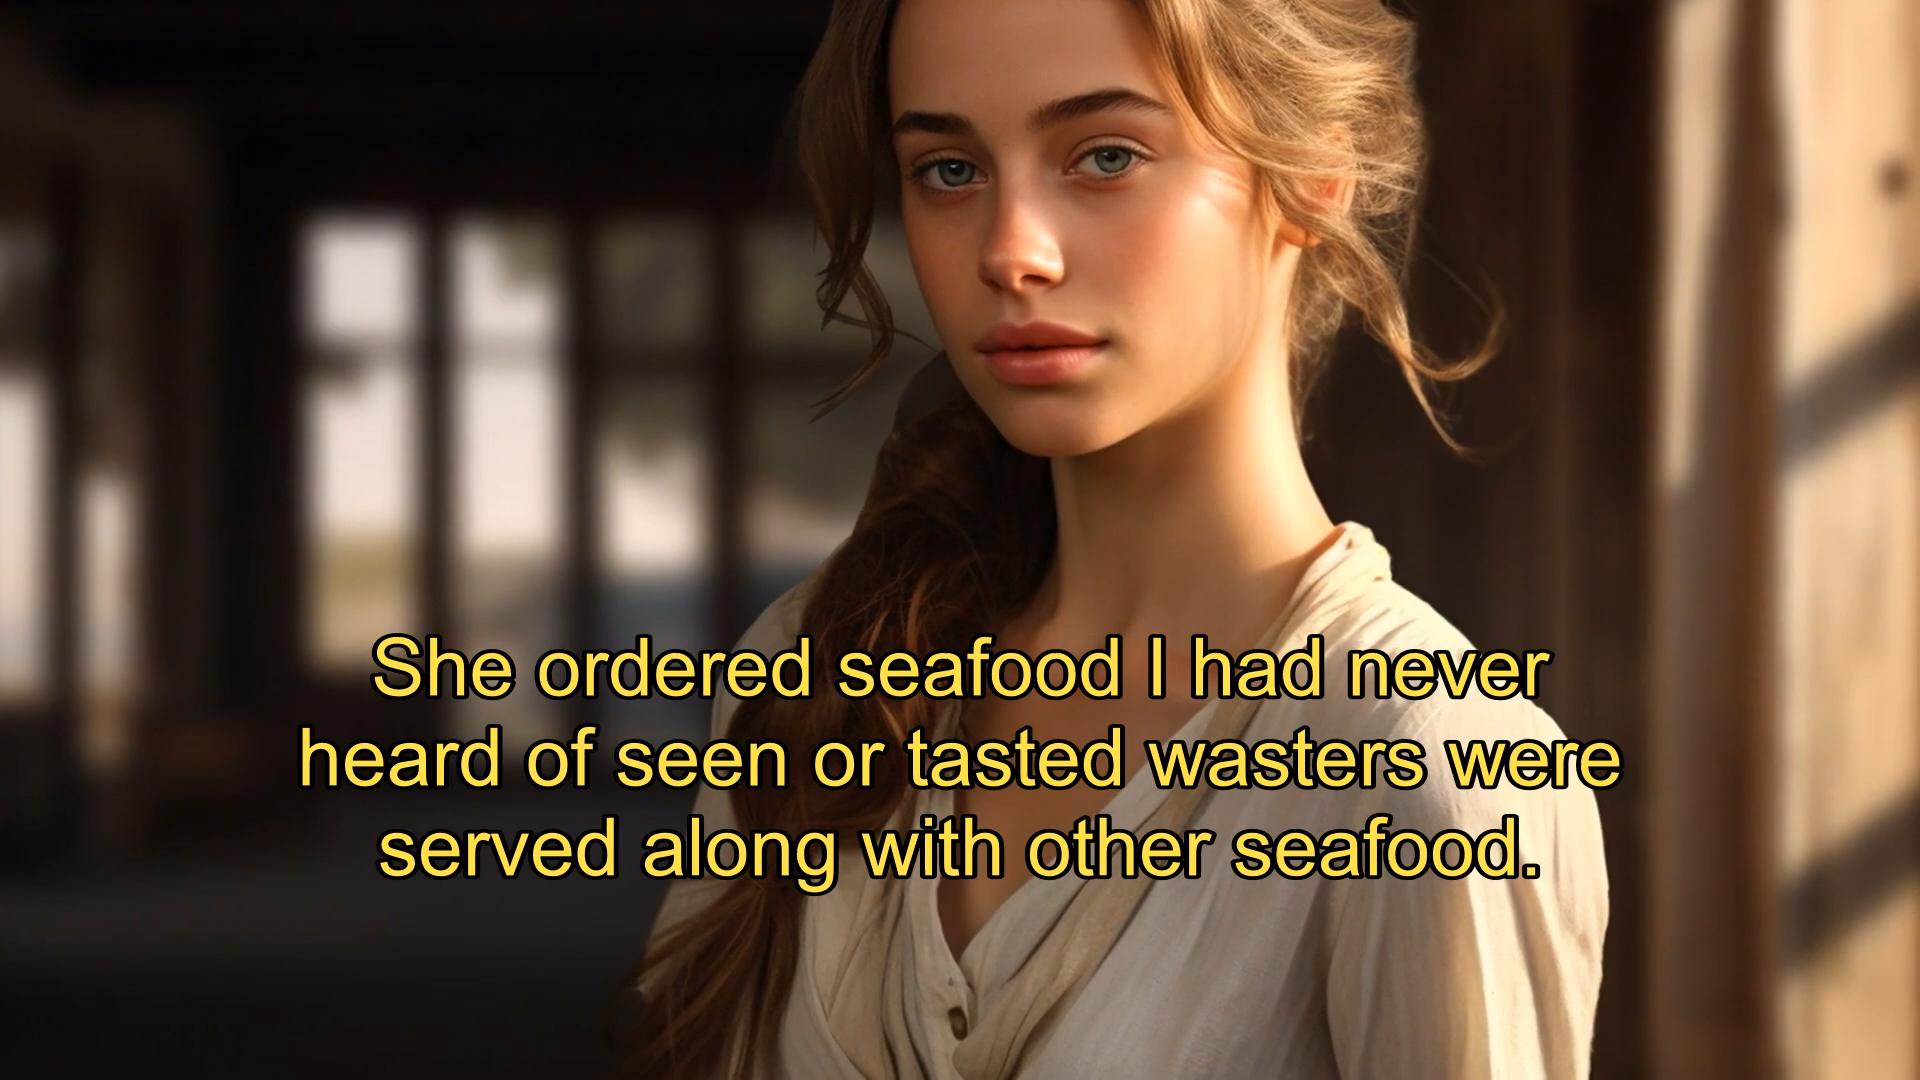 She ordered seafood I had never
heard of seen or tasted wasters were
served along with other seafood.